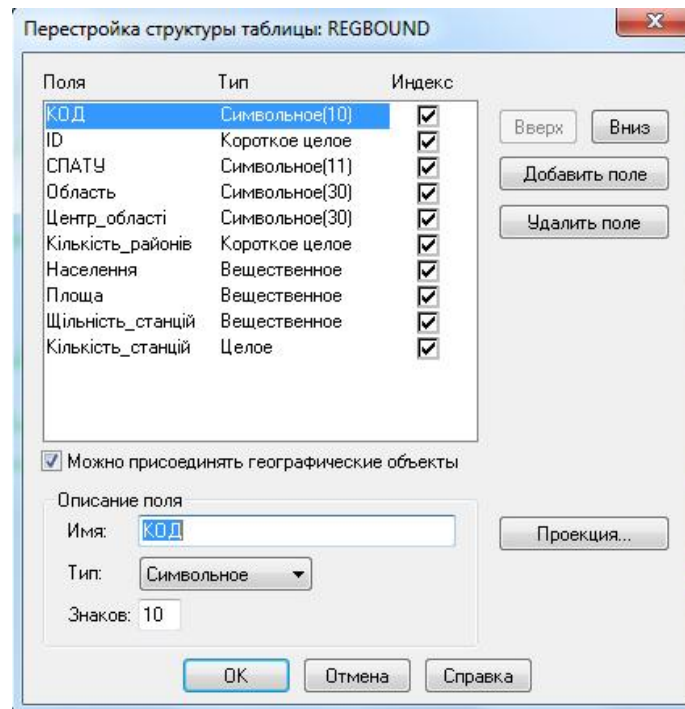 Перестройка структуры таблицы: REGBOUND
Поля Тип Индекс
КОД Символьное(10)
ID Короткое целое
СПАТУ Символьное(11)
Область Символьное(30)
Центр_області Символьное(30)
Кількість_районів Короткое целое
Населення Вещественное
Площа Вещественное
Щільність_станцій Вещественное
Кількість_станцій Целое
Вверх Вниз
Добавить поле
Удалить поле
Можно присоединять географические объекты
Описание поля
Имя: КОД
Тип: Символьное
Знаков: 10
Проекция...
OK Отмена Справка